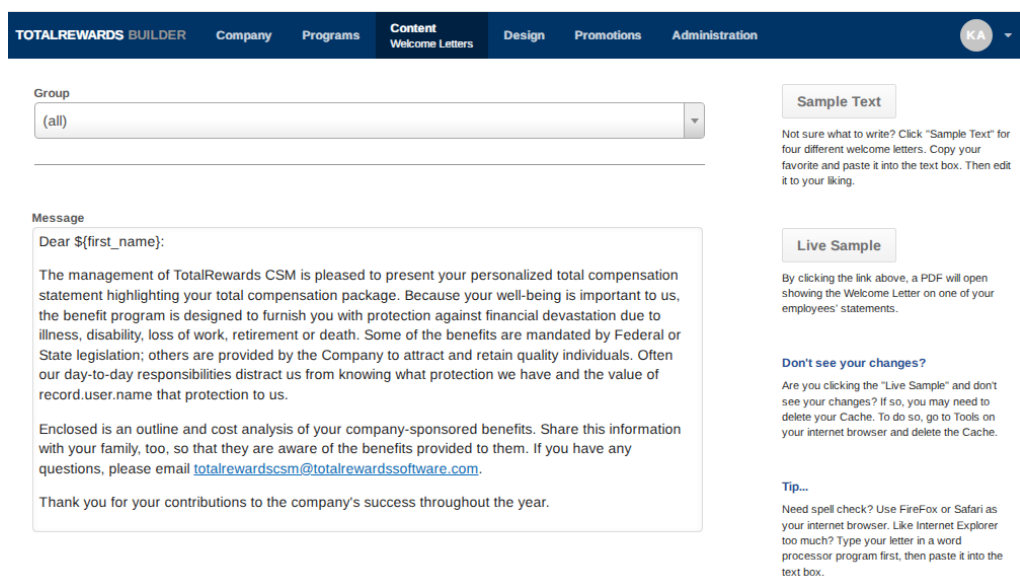 TOTALREWARDS BUILDER
Company
Programs
Content
Welcome Letters
Design
Promotions
Administration
KA
Group
(all)
Message
Dear ${first_name}:
The management of TotalRewards CSM is pleased to present your personalized total compensation
statement highlighting your total compensation package. Because your well-being is important to us,
the benefit program is designed to furnish you with protection against financial devastation due to
illness, disability, loss of work, retirement or death. Some of the benefits are mandated by Federal or
State legislation; others are provided by the Company to attract and retain quality individuals. Often
our day-to-day responsibilities distract us from knowing what protection we have and the value of
record.user.name that protection to us.
Enclosed is an outline and cost analysis of your company-sponsored benefits. Share this information
with your family, too, so that they are aware of the benefits provided to them. If you have any
questions, please email totalrewardscsm@totalrewardssoftware.com.
Thank you for your contributions to the company's success throughout the year.
Sample Text
Not sure what to write? Click "Sample Text" for
four different welcome letters. Copy your
favorite and paste it into the text box. Then edit
it to your liking.
Live Sample
By clicking the link above, a PDF will open
showing the Welcome Letter on one of your
employees' statements.
Don't see your changes?
Are you clicking the "Live Sample" and don't
see your changes? If so, you may need to
delete your Cache. To do so, go to Tools on
your internet browser and delete the Cache.
Tip...
Need spell check? Use FireFox or Safari as
your internet browser. Like Internet Explorer
too much? Type your letter in a word
processor program first, then paste it into the
text box.